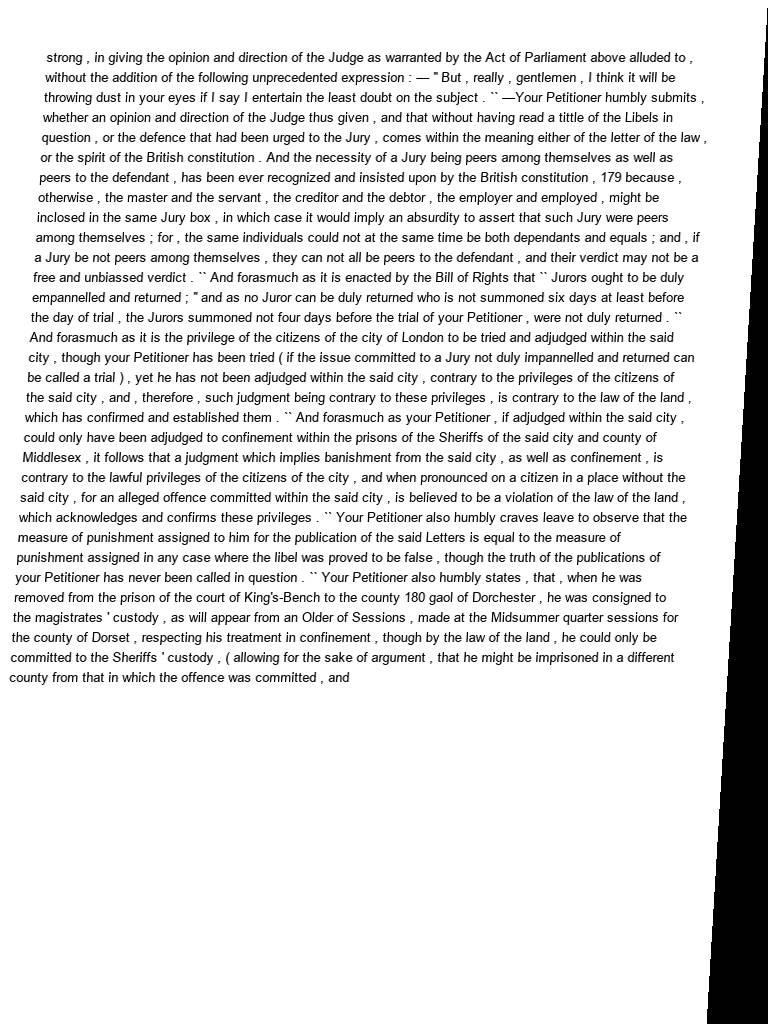 strong , in giving the opinion and direction of the Judge as warranted by the Act of Parliament above alluded to ,
without the addition of the following unprecedented expression : — " But , really , gentlemen , I think it will be
throwing dust in your eyes if I say I entertain the least doubt on the subject . `` —Your Petitioner humbly submits ,
whether an opinion and direction of the Judge thus given , and that without having read a tittle of the Libels in
question , or the defence that had been urged to the Jury , comes within the meaning either of the letter of the law ,
or the spirit of the British constitution . And the necessity of a Jury being peers among themselves as well as
peers to the defendant , has been ever recognized and insisted upon by the British constitution , 179 because ,
otherwise , the master and the servant , the creditor and the debtor , the employer and employed , might be
inclosed in the same Jury box , in which case it would imply an absurdity to assert that such Jury were peers
among themselves ; for , the same individuals could not at the same time be both dependants and equals ; and , if
a Jury be not peers among themselves , they can not all be peers to the defendant , and their verdict may not be a
free and unbiassed verdict . `` And forasmuch as it is enacted by the Bill of Rights that `` Jurors ought to be duly
empannelled and returned ; " and as no Juror can be duly returned who is not summoned six days at least before
the day of trial , the Jurors summoned not four days before the trial of your Petitioner , were not duly returned . ``
And forasmuch as it is the privilege of the citizens of the city of London to be tried and adjudged within the said
city , though your Petitioner has been tried ( if the issue committed to a Jury not duly impannelled and returned can
be called a trial ) , yet he has not been adjudged within the said city , contrary to the privileges of the citizens of
the said city , and , therefore , such judgment being contrary to these privileges , is contrary to the law of the land ,
which has confirmed and established them . `` And forasmuch as your Petitioner , if adjudged within the said city ,
could only have been adjudged to confinement within the prisons of the Sheriffs of the said city and county of
Middlesex , it follows that a judgment which implies banishment from the said city , as well as confinement , is
contrary to the lawful privileges of the citizens of the city , and when pronounced on a citizen in a place without the
said city , for an alleged offence committed within the said city , is believed to be a violation of the law of the land ,
which acknowledges and confirms these privileges . `` Your Petitioner also humbly craves leave to observe that the
measure of punishment assigned to him for the publication of the said Letters is equal to the measure of
punishment assigned in any case where the libel was proved to be false , though the truth of the publications of
your Petitioner has never been called in question . `` Your Petitioner also humbly states , that , when he was
removed from the prison of the court of King's-Bench to the county 180 gaol of Dorchester , he was consigned to
the magistrates ' custody , as will appear from an Older of Sessions , made at the Midsummer quarter sessions for
the county of Dorset , respecting his treatment in confinement , though by the law of the land , he could only be
committed to the Sheriffs ' custody , ( allowing for the sake of argument , that he might be imprisoned in a different
county from that in which the offence was committed , and